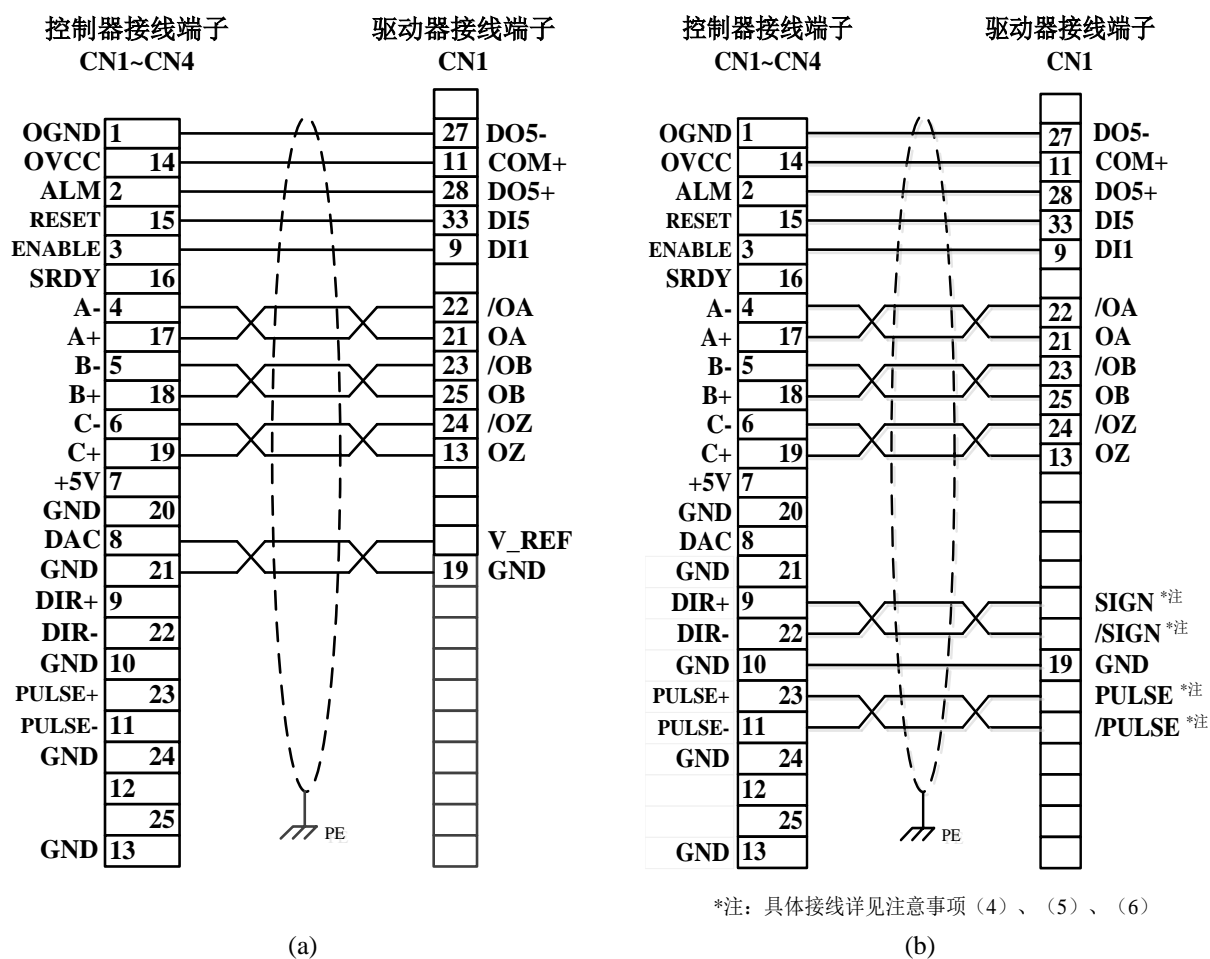 控制器接线端子 驱动器接线端子
CN1~CN4 CN1
OGND 1 27 DO5-
OVCC 14 11 COM+
ALM 2 28 DO5+
RESET 15 33 DI5
ENABLE 3 9 DI1
SRDY 16
A- 4 22 /OA
A+ 17 21 OA
B- 5 23 /OB
B+ 18 25 OB
C- 6 24 /OZ
C+ 19 13 OZ
+5V 7
GND 20
DAC 8 V_REF
GND 21 19 GND
DIR+ 9
DIR- 22
GND 10
PULSE+ 23
PULSE- 11
GND 24
12
25
GND 13
PE
(a)
控制器接线端子 驱动器接线端子
CN1~CN4 CN1
OGND 1 27 DO5-
OVCC 14 11 COM+
ALM 2 28 DO5+
RESET 15 33 DI5
ENABLE 3 9 DI1
SRDY 16
A- 4 22 /OA
A+ 17 21 OA
B- 5 23 /OB
B+ 18 25 OB
C- 6 24 /OZ
C+ 19 13 OZ
+5V 7
GND 20
DAC 8
GND 21
DIR+ 9 SIGN *注
DIR- 22 /SIGN *注
GND 10 19 GND
PULSE+ 23 PULSE *注
PULSE- 11 /PULSE *注
GND 24
12
25
GND 13
PE
*注：具体接线详见注意事项（4）、（5）、（6）
(b)